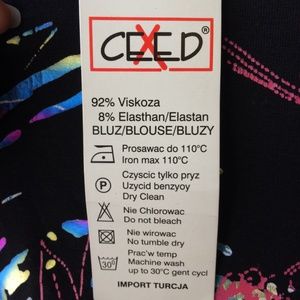 CEXED®
92% Viskoza
8% Elasthan/Elastan
BLUZ/BLOUSE/BLUZY
Prosawac do 110°C
Iron max 110°C
Czyscic tylko pryz
P Uzycid benzyoy
Dry Clean
Nie Chlorowac
Do not bleach
Nie wirowac
No tumble dry
Prac'w temp
30° Machine wash
up to 30°C gent cycl
IMPORT TURCJA